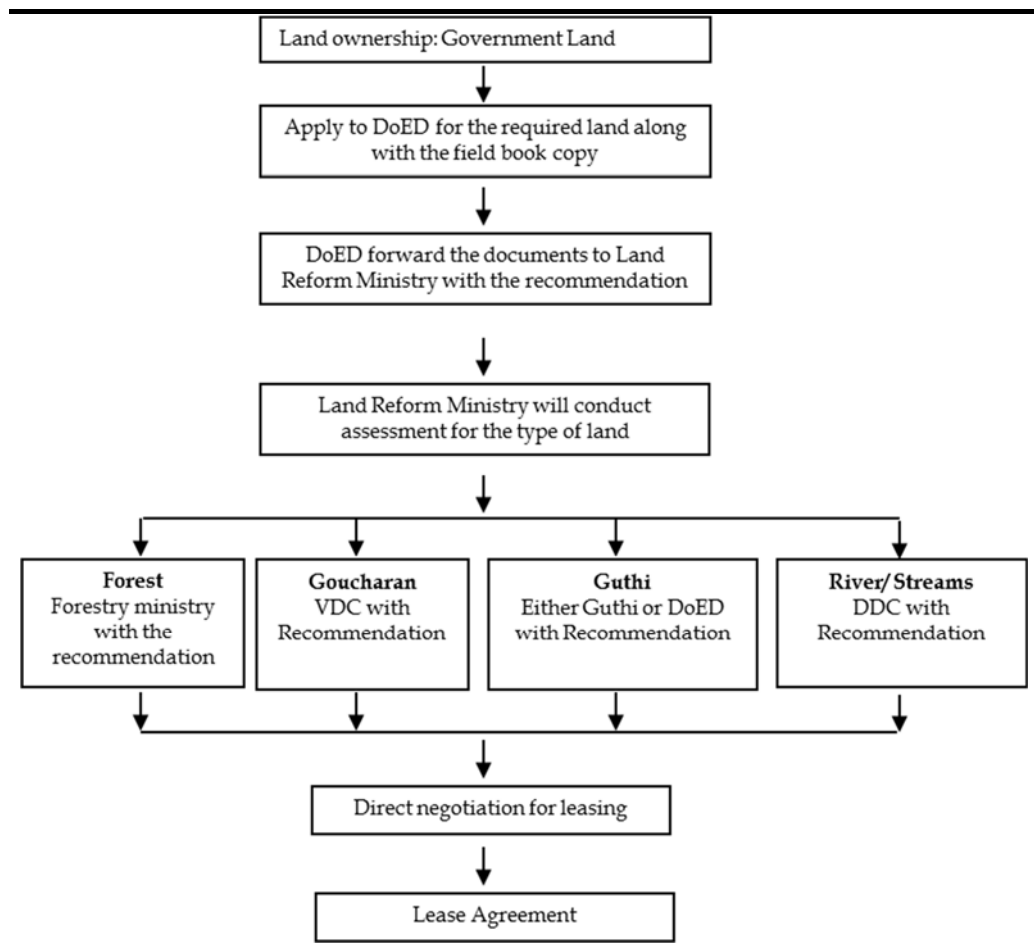 Land ownership: Government Land
Apply to DoED for the required land along
with the field book copy
DoED forward the documents to Land
Reform Ministry with the recommendation
Land Reform Ministry will conduct
assessment for the type of land
Forest
Forestry ministry
with the
recommendation
Goucharan
VDC with
Recommendation
Guthi
Either Guthi or DoED
with Recommendation
River/ Streams
DDC with
Recommendation
Direct negotiation for leasing
Lease Agreement